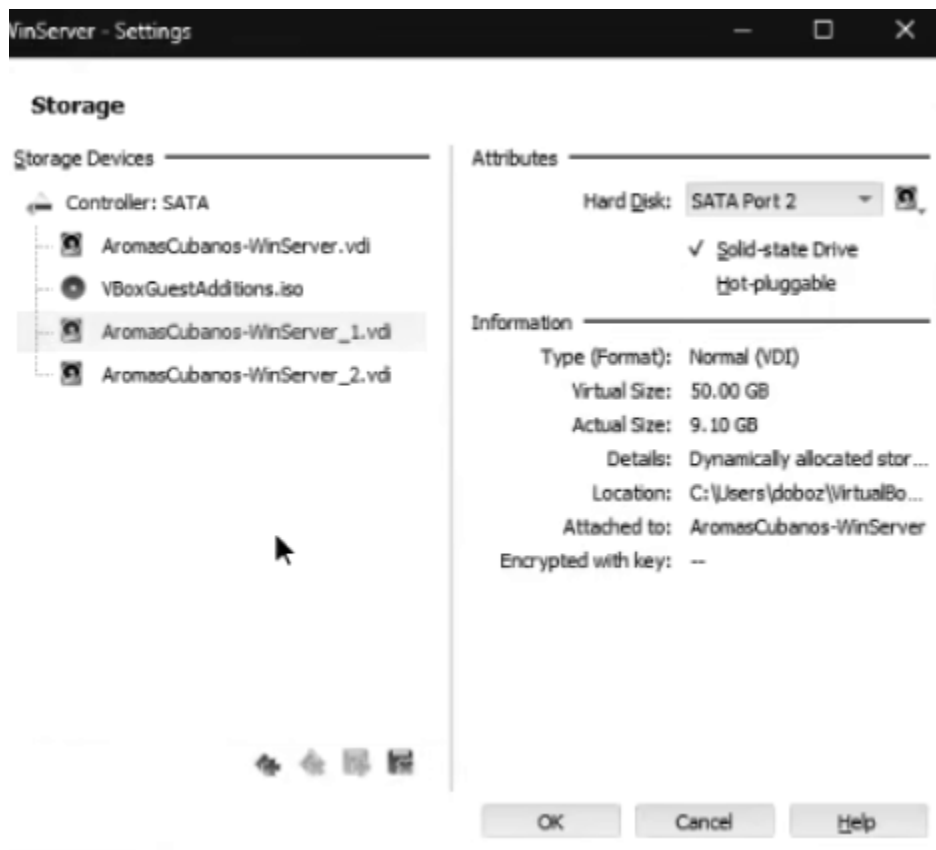 WinServer - Settings
Storage
Storage Devices
Controller: SATA
AromasCubanos-WinServer.vdi
VBoxGuestAdditions.iso
AromasCubanos-WinServer_1.vdi
AromasCubanos-WinServer_2.vdi
Attributes
Hard Disk: SATA Port 2
Solid-state Drive
Hot-pluggable
Information
Type (Format): Normal (VDI)
Virtual Size: 50.00 GB
Actual Size: 9.10 GB
Details: Dynamically allocated stor...
Location: C:\Users\doboz\VirtualBo...
Attached to: AromasCubanos-WinServer
Encrypted with key: --
OK Cancel Help